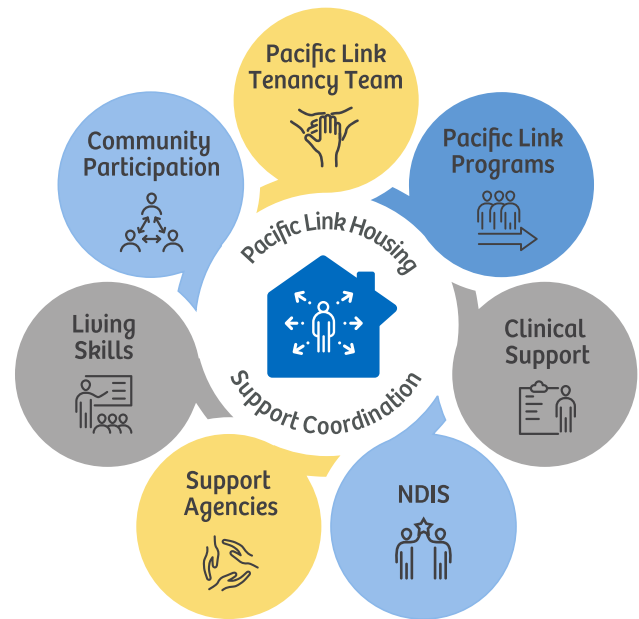 Pacific Link
Tenancy Team
Community
Participation
Pacific Link
Programs
Pacific Link Housing
Living
Skills
Clinical
Support
Support Coordination
Support
Agencies
NDIS